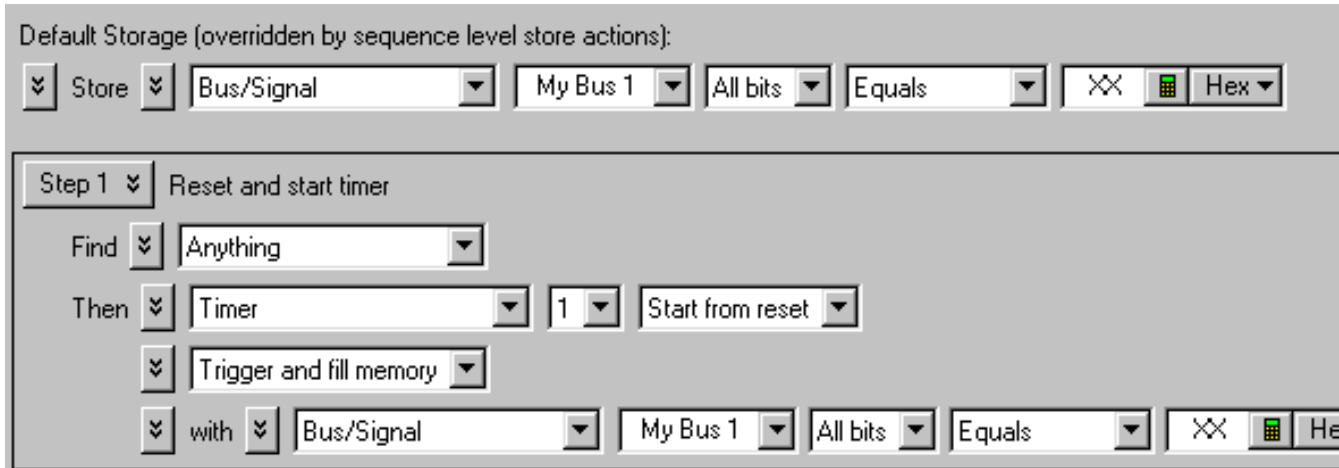 Default Storage (overridden by sequence level store actions):
Store Bus/Signal My Bus 1 All bits Equals XX Hex
Step 1 Reset and start timer
Find Anything
Then Timer 1 Start from reset
Trigger and fill memory
with Bus/Signal My Bus 1 All bits Equals XX He